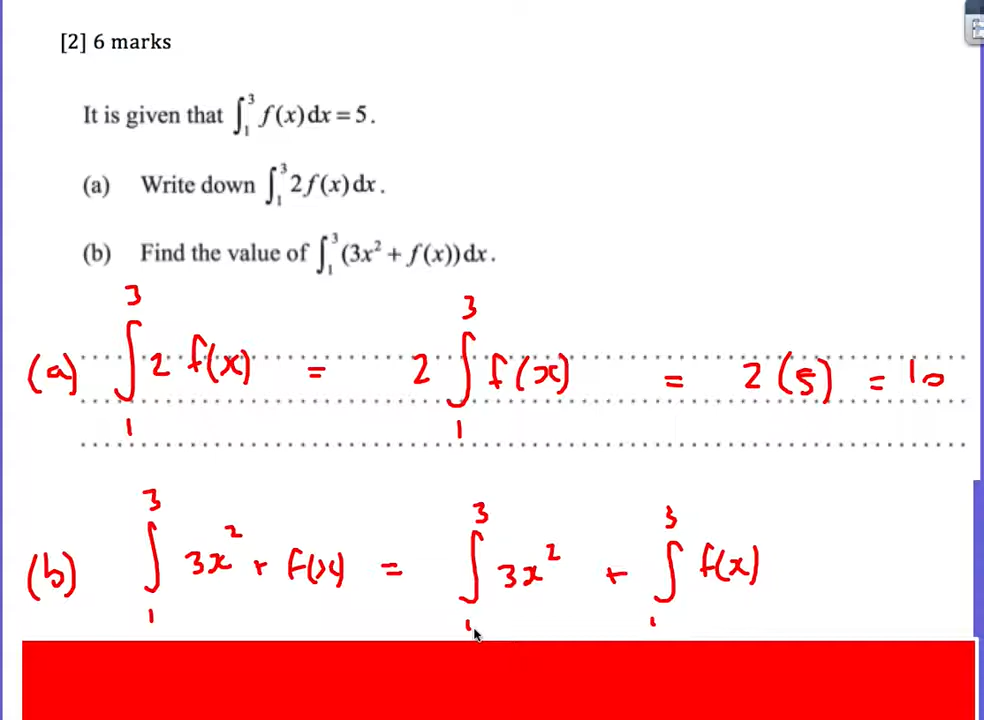 [2] 6 marks
It is given that ∫₁³ f(x)dx = 5.
(a) Write down ∫₁³ 2f(x)dx.
(b) Find the value of ∫₁³ (3x² + f(x))dx.
(a) ∫₁³ 2 f(x) = 2 ∫₁³ f(x) = 2(5) = 10
(b) ∫₁³ 3x² + f(x) = ∫₁³ 3x² + ∫₁³ f(x)